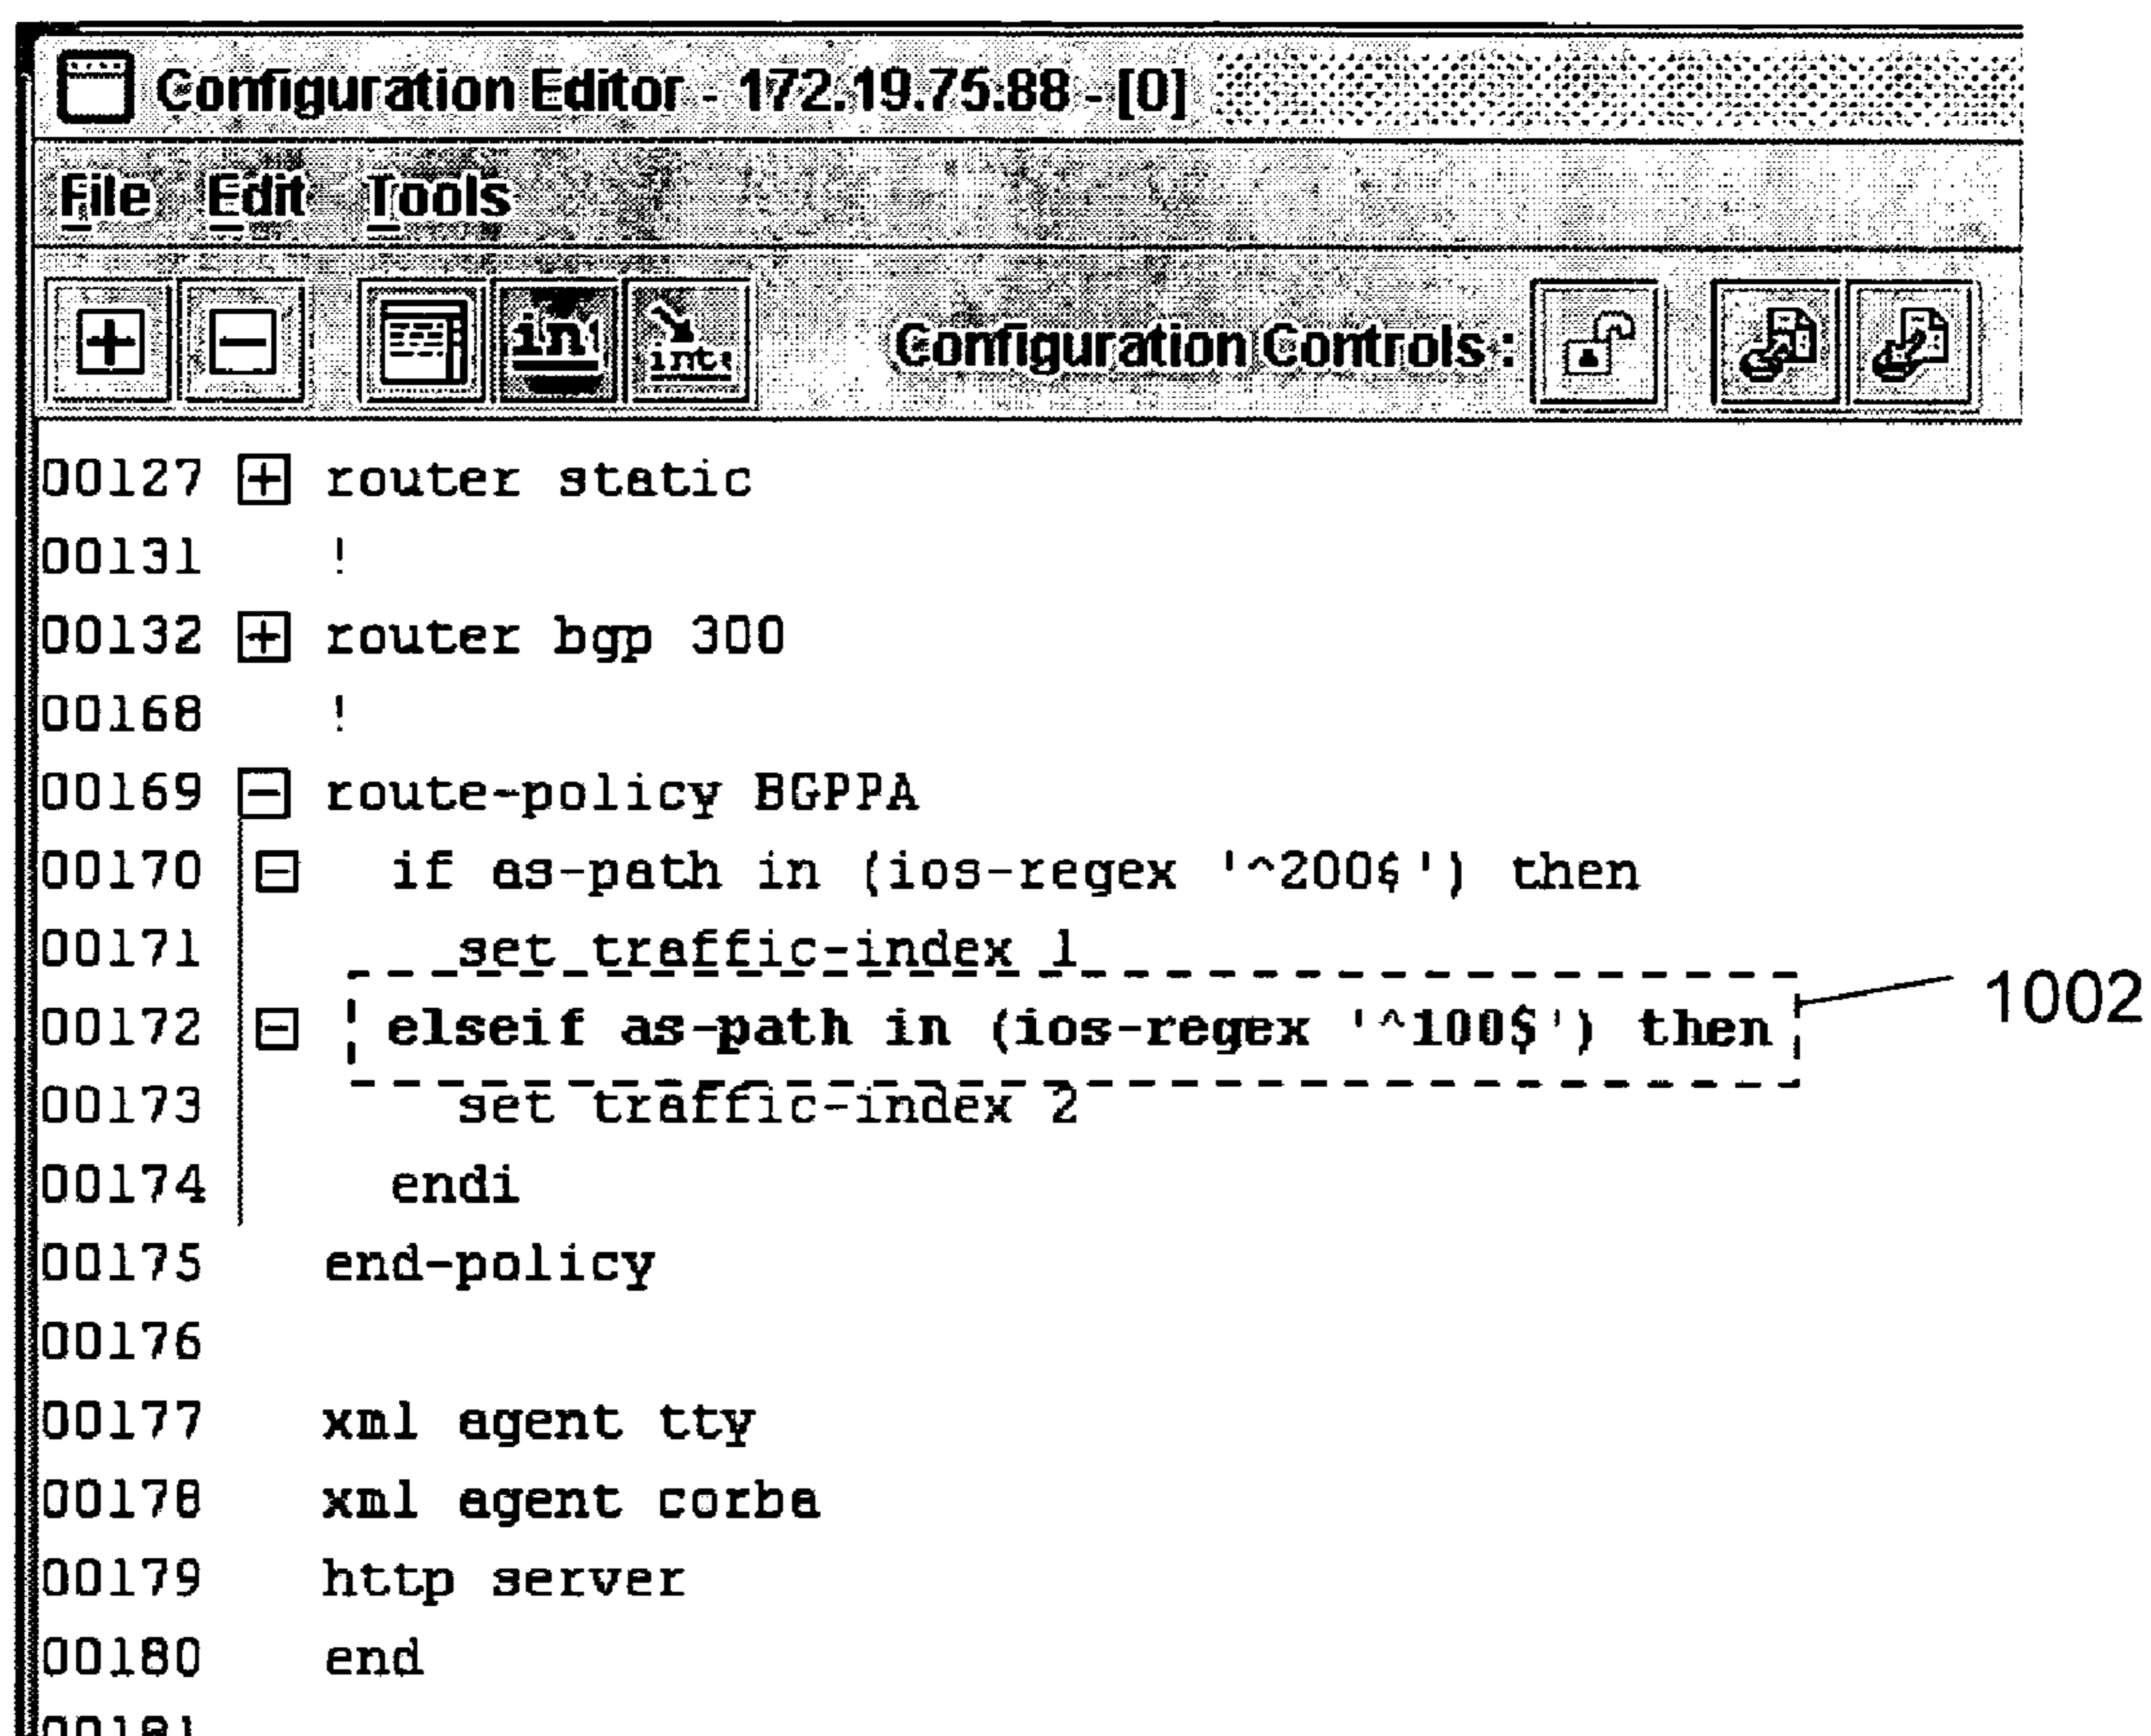 Configuration Editor - 172.19.75.88 - [0]
File Edit Tools
Configuration Controls :
00127 router static
00131 !
00132 router bgp 300
00168 !
00169 route-policy BGPPA
00170 if as-path in (ios-regex '^200$') then
00171 set traffic-index 1
00172 elseif as-path in (ios-regex '^100$') then
1002
00173 set traffic-index 2
00174 endi
00175 end-policy
00176
00177 xml agent tty
00178 xml agent corba
00179 http server
00180 end
00181